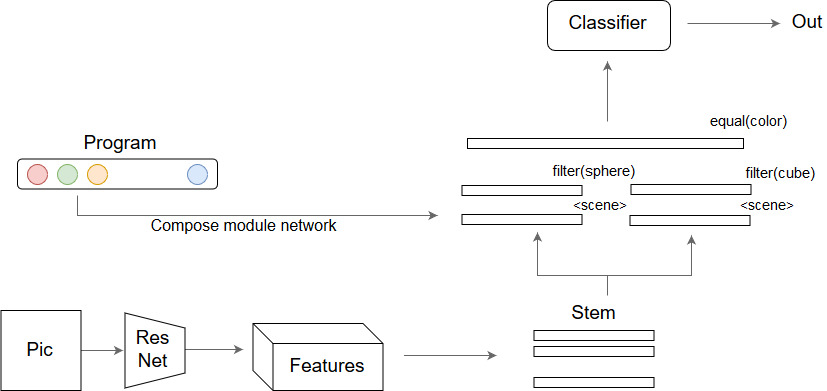 Classifier
Out
equal(color)
Program
filter(sphere)
filter(cube)
<scene>
<scene>
Compose module network
Stem
Pic
Res
Net
Features